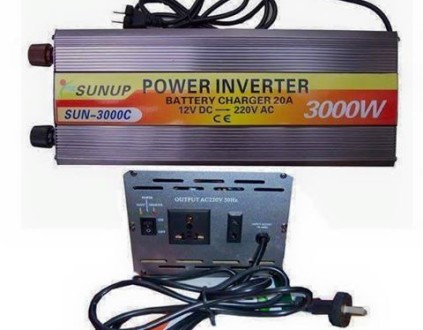 SUNUP
POWER INVERTER
BATTERY CHARGER 20A
12V DC → 220V AC
CE
SUN-3000C
3000W
OUTPUT AC220V 50Hz